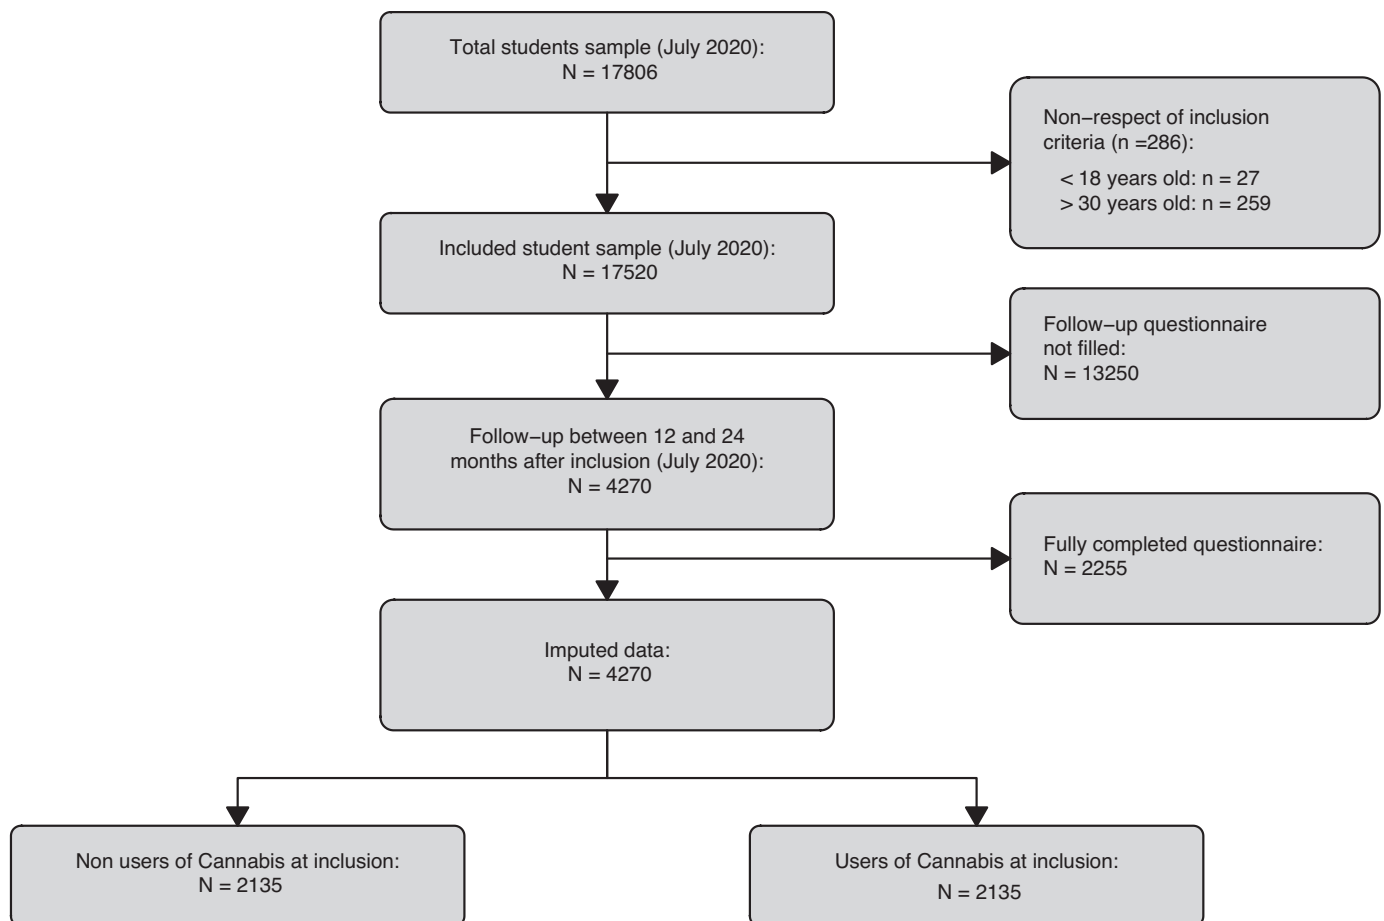 Total students sample (July 2020):
N = 17806
Non−respect of inclusion
criteria (n =286):
< 18 years old: n = 27
> 30 years old: n = 259
Included student sample (July 2020):
N = 17520
Follow−up questionnaire
not filled:
N = 13250
Follow−up between 12 and 24
months after inclusion (July 2020):
N = 4270
Fully completed questionnaire:
N = 2255
Imputed data:
N = 4270
Non users of Cannabis at inclusion:
N = 2135
Users of Cannabis at inclusion:
N = 2135